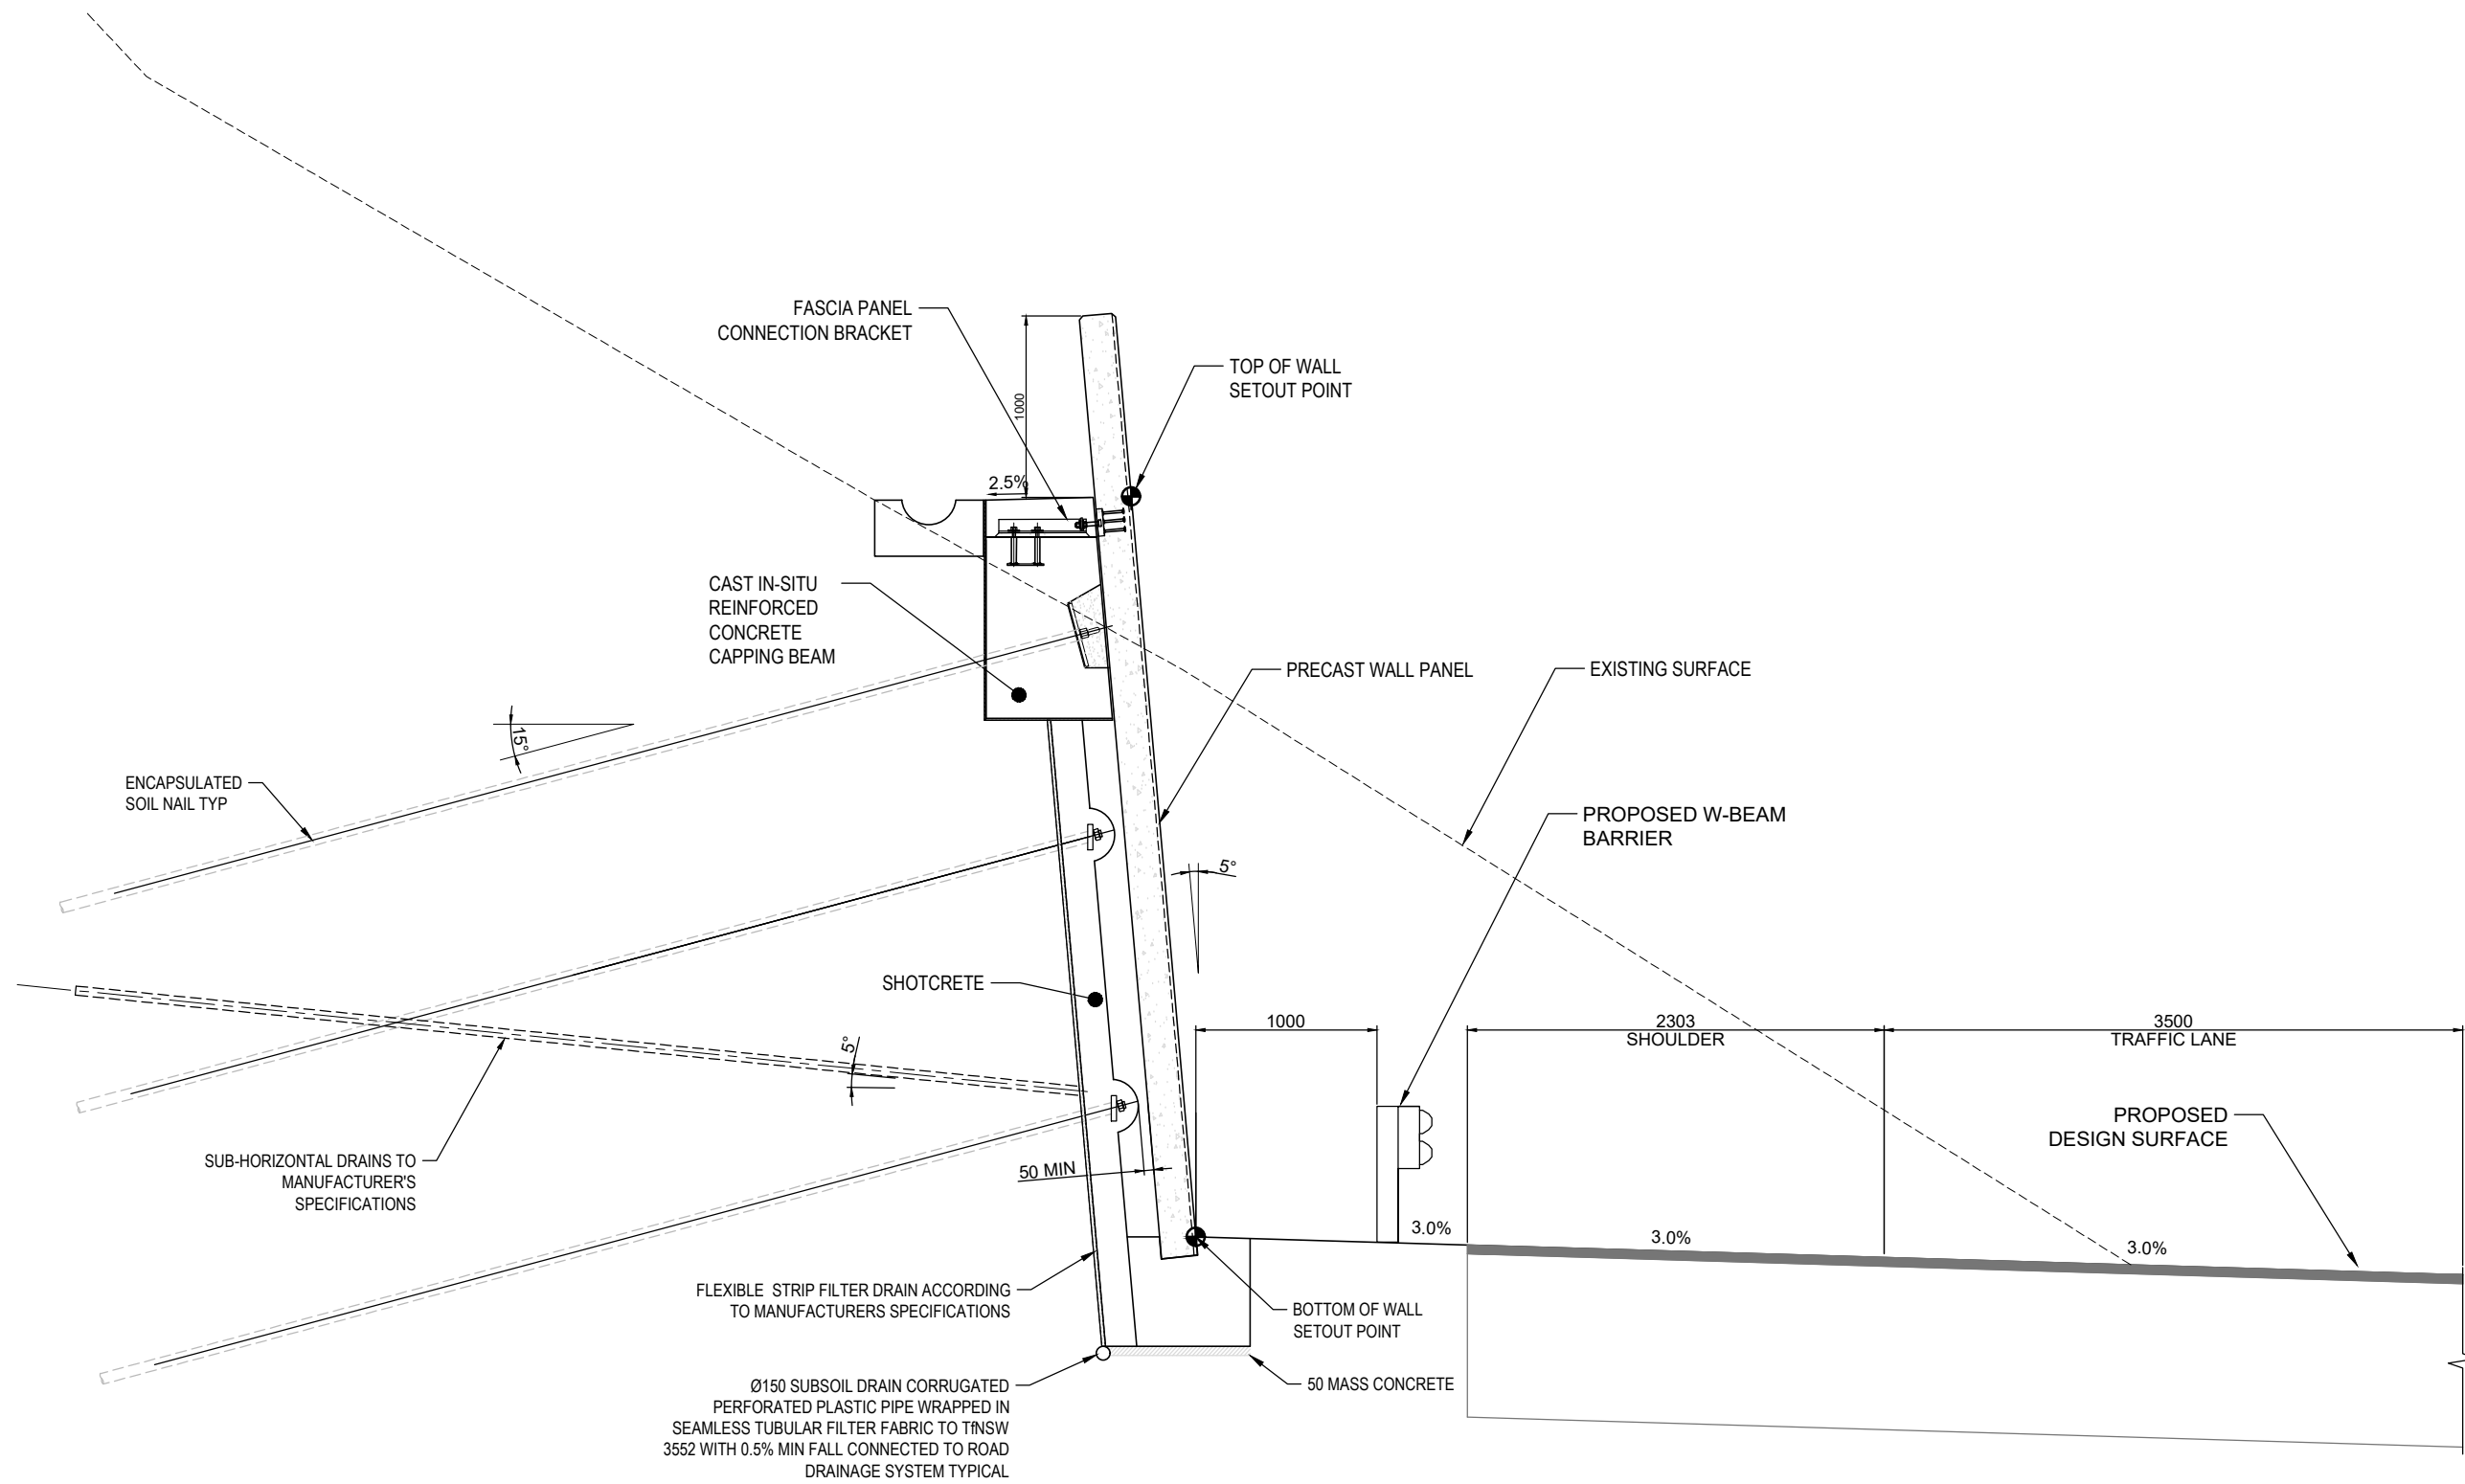 FASCIA PANEL
CONNECTION BRACKET
TOP OF WALL
SETOUT POINT
1000
2.5%
CAST IN-SITU
REINFORCED
CONCRETE
CAPPING BEAM
PRECAST WALL PANEL
EXISTING SURFACE
15°
ENCAPSULATED
SOIL NAIL TYP
PROPOSED W-BEAM
BARRIER
5°
SHOTCRETE
1000
2303
SHOULDER
3500
TRAFFIC LANE
5°
PROPOSED
DESIGN SURFACE
SUB-HORIZONTAL DRAINS TO
MANUFACTURER'S
SPECIFICATIONS
50 MIN
3.0%
3.0%
3.0%
FLEXIBLE STRIP FILTER DRAIN ACCORDING
TO MANUFACTURERS SPECIFICATIONS
BOTTOM OF WALL
SETOUT POINT
50 MASS CONCRETE
Ø150 SUBSOIL DRAIN CORRUGATED
PERFORATED PLASTIC PIPE WRAPPED IN
SEAMLESS TUBULAR FILTER FABRIC TO TfNSW
3552 WITH 0.5% MIN FALL CONNECTED TO ROAD
DRAINAGE SYSTEM TYPICAL